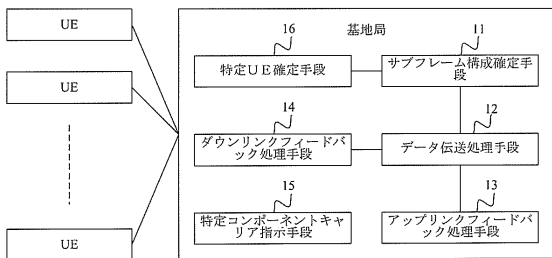 UE
UE
UE
基地局
16
特定UE確定手段
11
サブフレーム構成確定手
段
14
ダウンリンクフィードバ
ック処理手段
12
データ伝送処理手段
15
特定コンポーネントキャ
リア指示手段
13
アップリンクフィードバ
ック処理手段